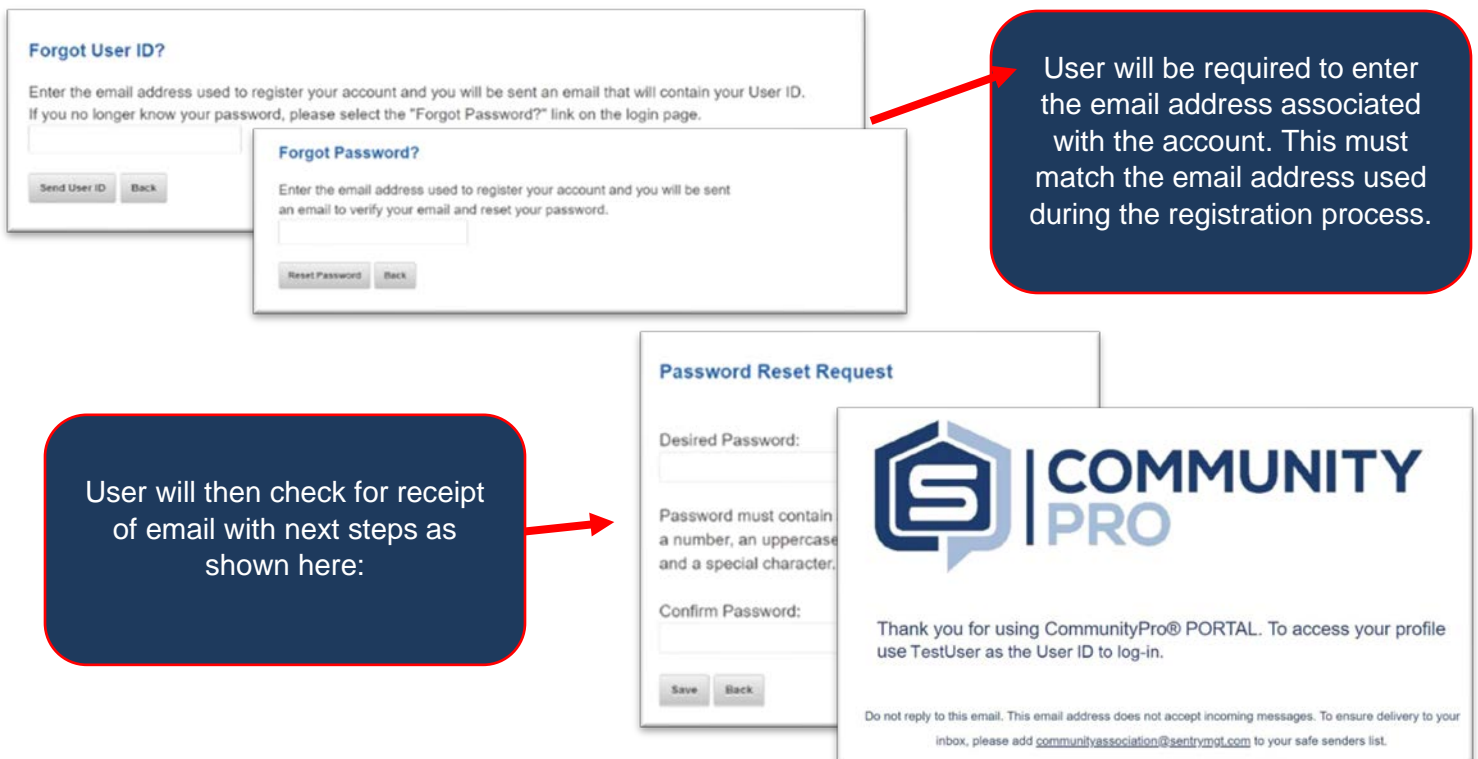 Forgot User ID?
Enter the email address used to register your account and you will be sent an email that will contain your User ID.
If you no longer know your password, please select the "Forgot Password?" link on the login page.
Send User ID Back
Forgot Password?
Enter the email address used to register your account and you will be sent
an email to verify your email and reset your password.
Reset Password Back
User will be required to enter
the email address associated
with the account. This must
match the email address used
during the registration process.
User will then check for receipt
of email with next steps as
shown here:
Password Reset Request
Desired Password:
Password must contain
a number, an uppercase
and a special character.
Confirm Password:
Save Back
S COMMUNITY
PRO
Thank you for using CommunityPro® PORTAL. To access your profile
use TestUser as the User ID to log-in.
Do not reply to this email. This email address does not accept incoming messages. To ensure delivery to your
inbox, please add communityassociation@sentrymgt.com to your safe senders list.